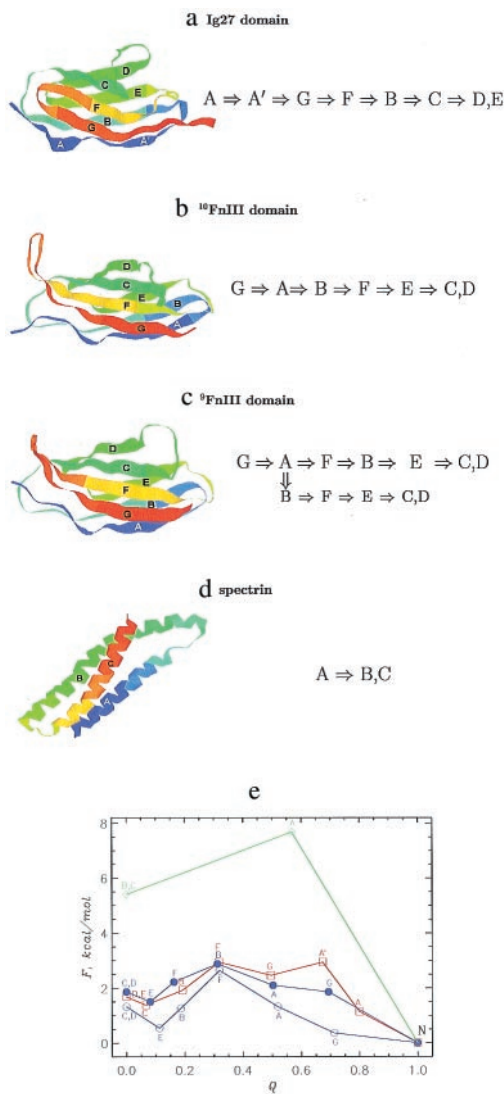 a Ig27 domain
D
C
E
F
B
G
A
A
A ⇒ A′ ⇒ G ⇒ F ⇒ B ⇒ C ⇒ D,E
b ¹⁰FnIII domain
D
C
E
B
F
A
G
G ⇒ A ⇒ B ⇒ F ⇒ E ⇒ C,D
c ⁹FnIII domain
D
C
E
F
B
G
A
G ⇒ A ⇒ F ⇒ B ⇒ E ⇒ C,D
⇓
B ⇒ F ⇒ E ⇒ C,D
d spectrin
C
B
A
A ⇒ B,C
e
F, kcal/mol
8
6
4
2
0
B,C
A
C,D
E
F
B
G
A'
C,D
E
B
F
A
G
N
0.0
0.2
0.4
0.6
0.8
1.0
Q